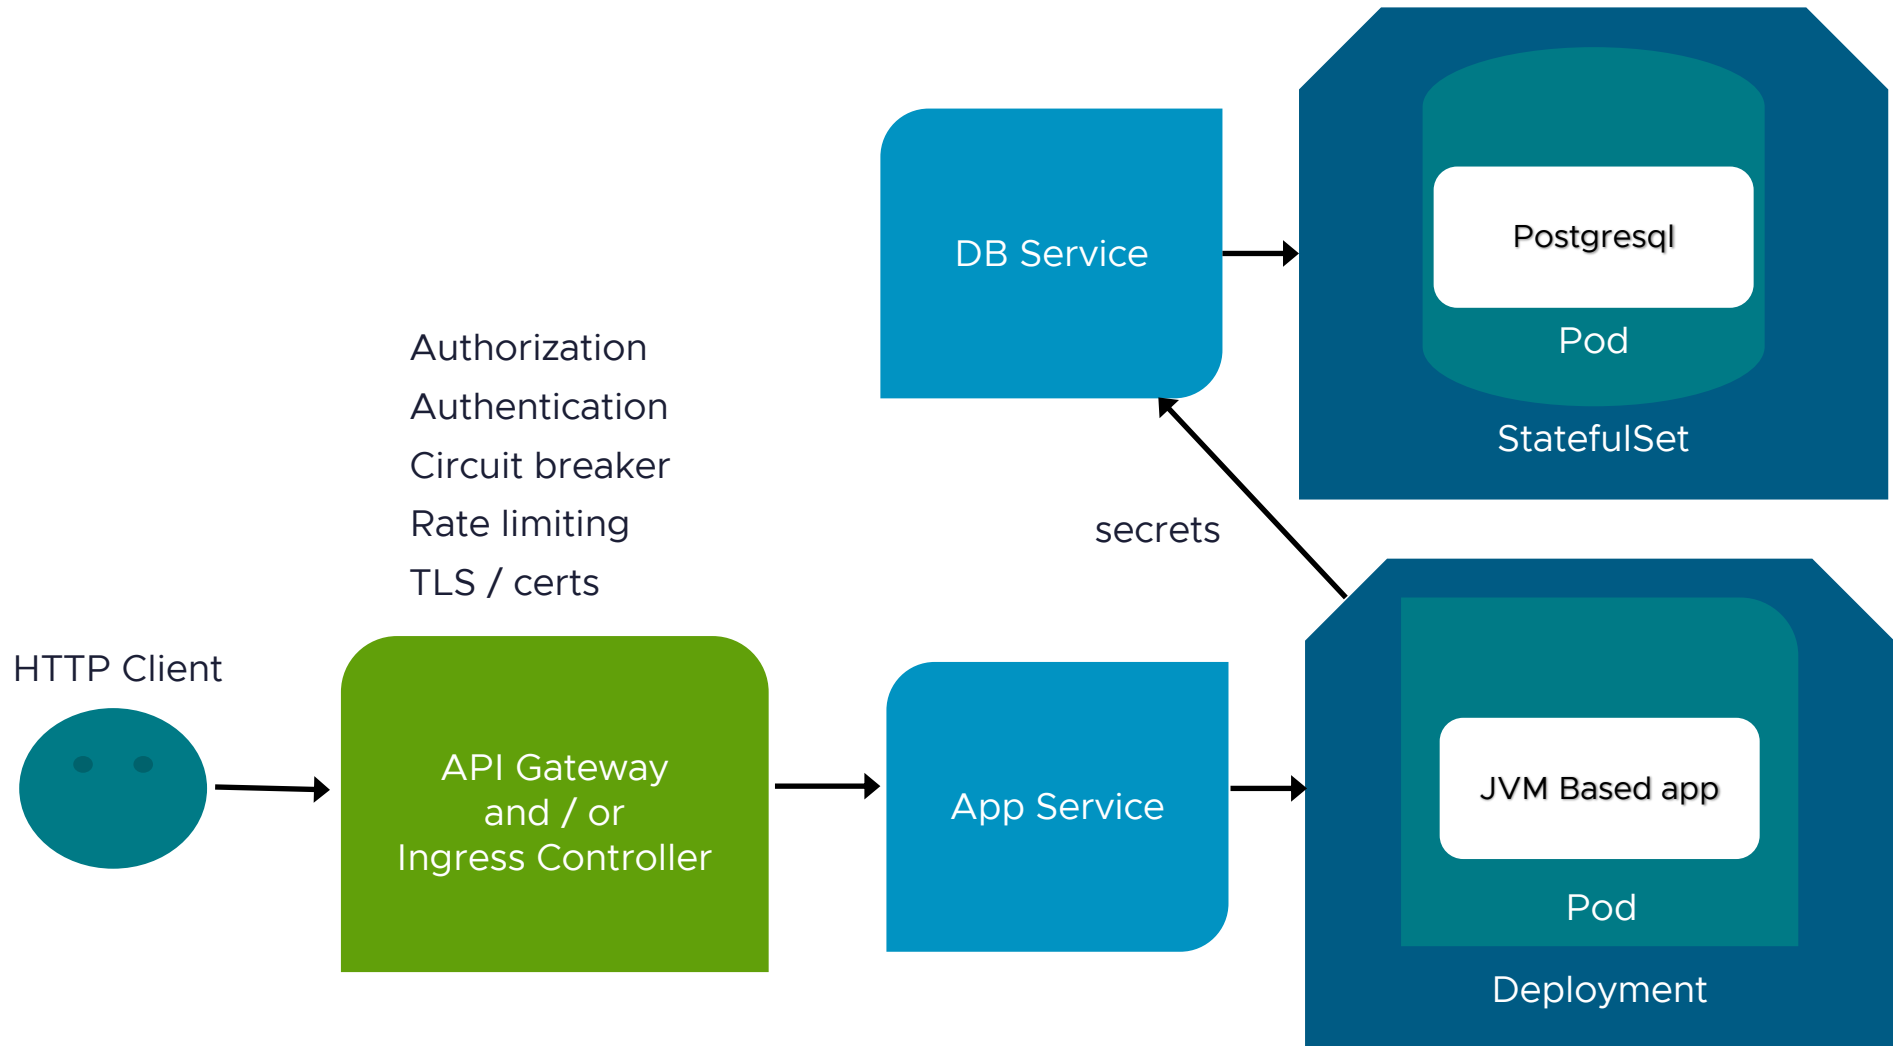 DB Service
Postgresql
Pod
StatefulSet
Authorization
Authentication
Circuit breaker
Rate limiting
TLS / certs
secrets
HTTP Client
API Gateway
and / or
Ingress Controller
App Service
JVM Based app
Pod
Deployment